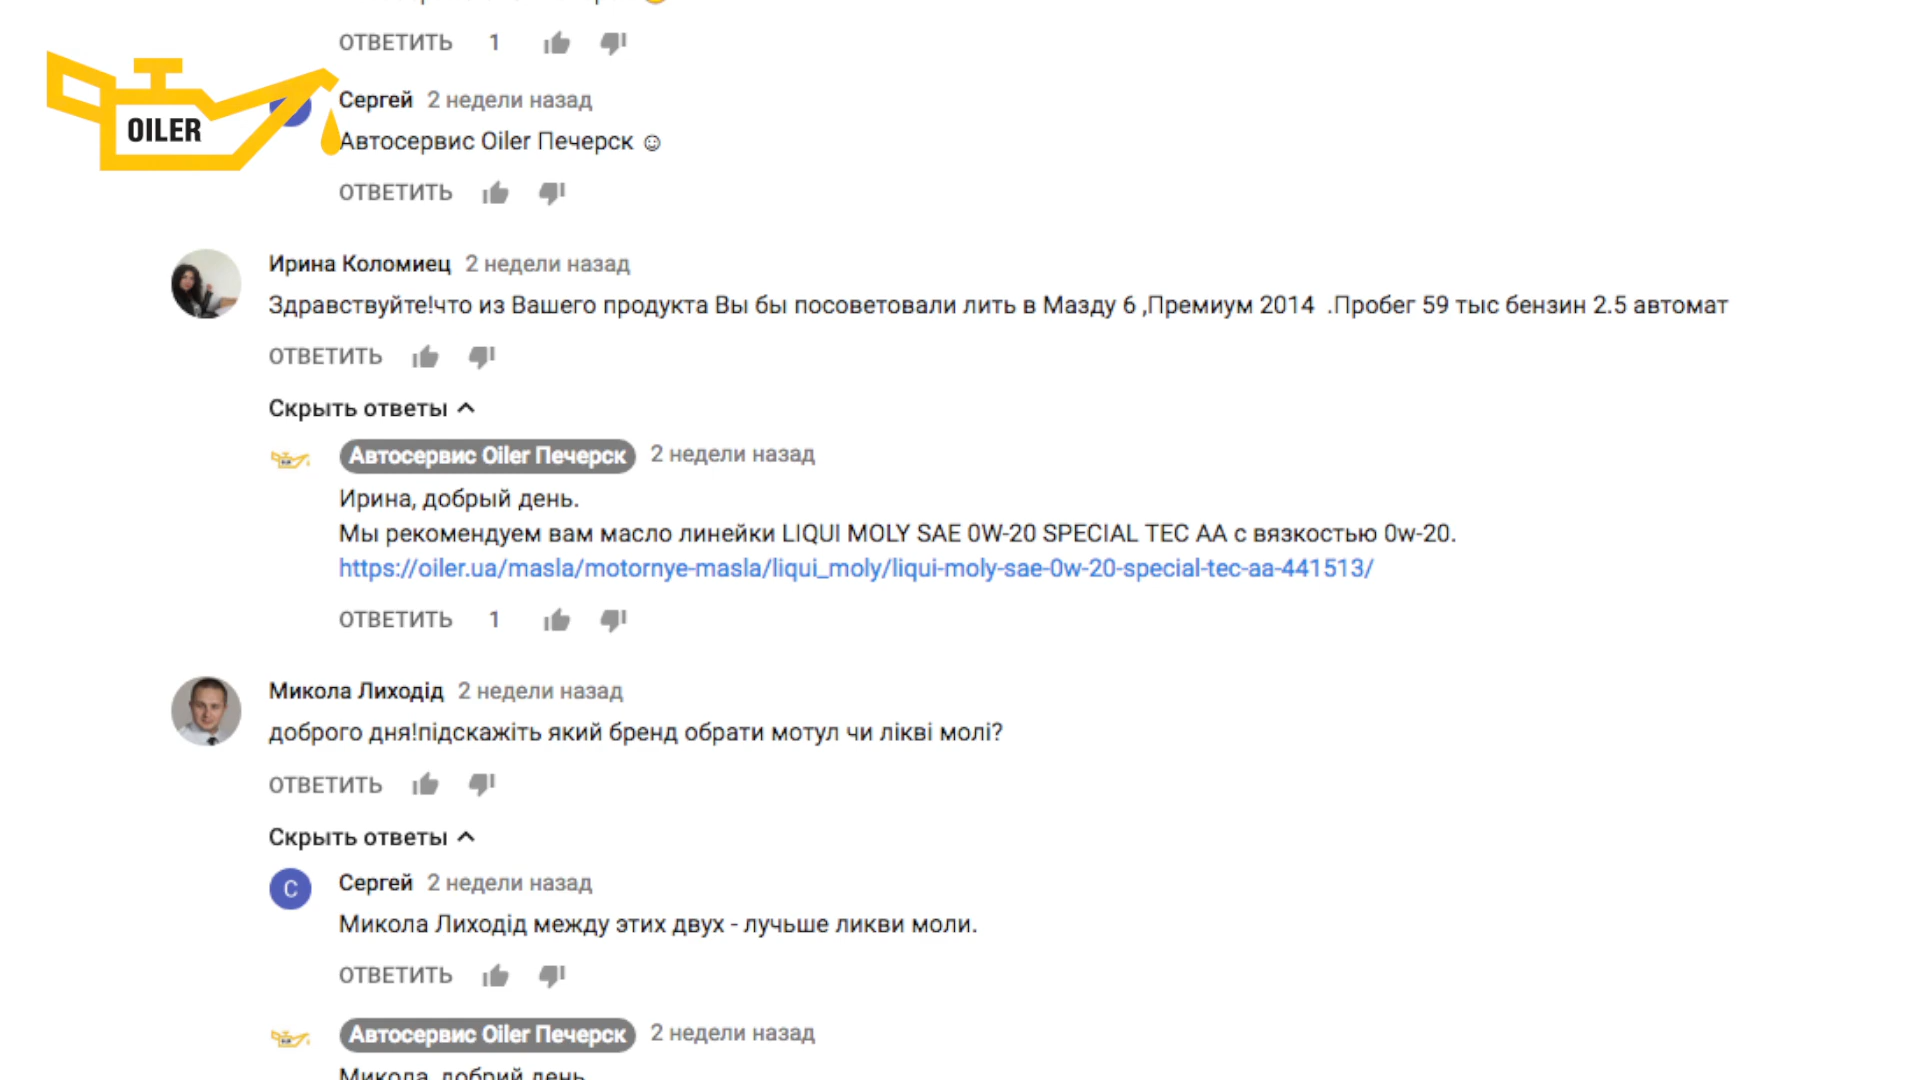 ОТВЕТИТЬ 1
OILER
Сергей 2 недели назад
Автосервис Oiler Печерск ☺
ОТВЕТИТЬ
Ирина Коломиец 2 недели назад
Здравствуйте!что из Вашего продукта Вы бы посоветовали лить в Мазду 6 ,Премиум 2014 .Пробег 59 тыс бензин 2.5 автомат
ОТВЕТИТЬ
Скрыть ответы
Автосервис Oiler Печерск 2 недели назад
Ирина, добрый день.
Мы рекомендуем вам масло линейки LIQUI MOLY SAE 0W-20 SPECIAL TEC AA с вязкостью 0w-20.
https://oiler.ua/masla/motornye-masla/liqui_moly/liqui-moly-sae-0w-20-special-tec-aa-441513/
ОТВЕТИТЬ 1
Микола Лиходід 2 недели назад
доброго дня!підскажіть який бренд обрати мотул чи лікві молі?
ОТВЕТИТЬ
Скрыть ответы
С
Сергей 2 недели назад
Микола Лиходід между этих двух - лучьше ликви моли.
ОТВЕТИТЬ
Автосервис Oiler Печерск 2 недели назад
Микола, добрий день